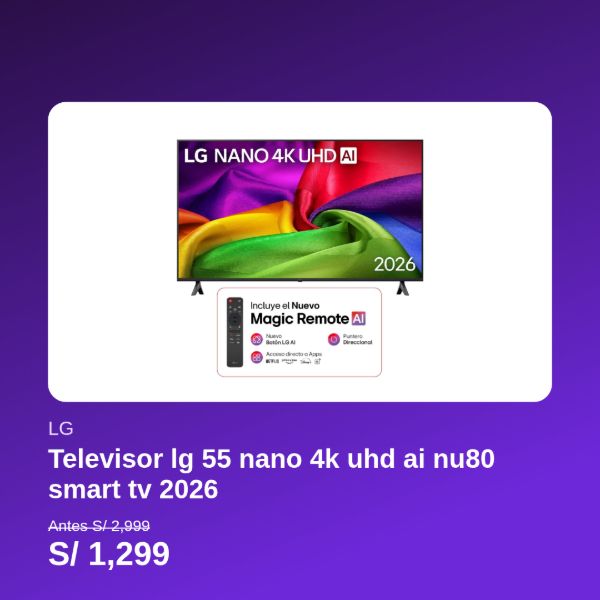 LG NANO 4K UHD AI
2026
Incluye el Nuevo
Magic Remote AI
Nuevo
Botón LG AI
Puntero
Direccional
Acceso directo a Apps
NETFLIX
LG
Televisor lg 55 nano 4k uhd ai nu80
smart tv 2026
Antes S/ 2,999
S/ 1,299